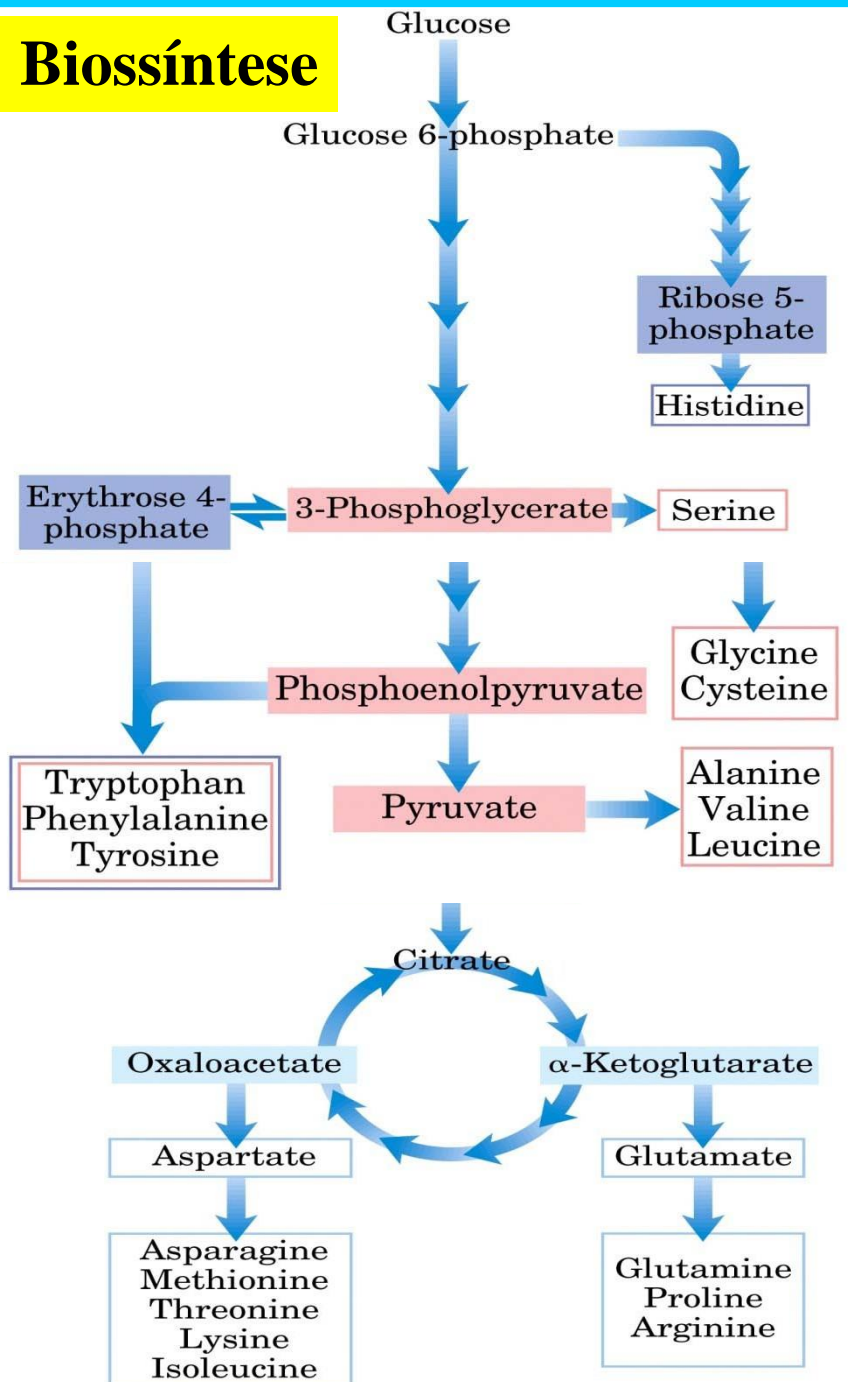 Glucose
Biossíntese
Glucose 6-phosphate
Ribose 5-
phosphate
Histidine
Erythrose 4-
phosphate
3-Phosphoglycerate
Serine
Glycine
Cysteine
Phosphoenolpyruvate
Tryptophan
Phenylalanine
Tyrosine
Pyruvate
Alanine
Valine
Leucine
Citrate
Oxaloacetate
α-Ketoglutarate
Aspartate
Glutamate
Asparagine
Methionine
Threonine
Lysine
Isoleucine
Glutamine
Proline
Arginine